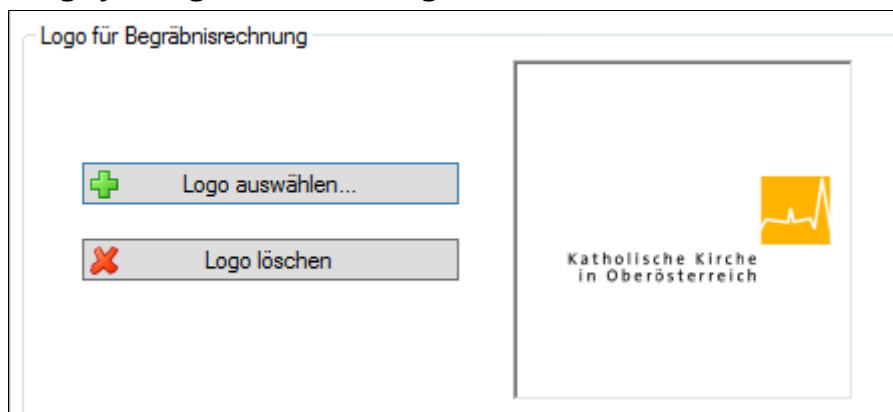 Logo für Begräbnisrechnung
Logo auswählen...
Logo löschen
Katholische Kirche
in Oberösterreich